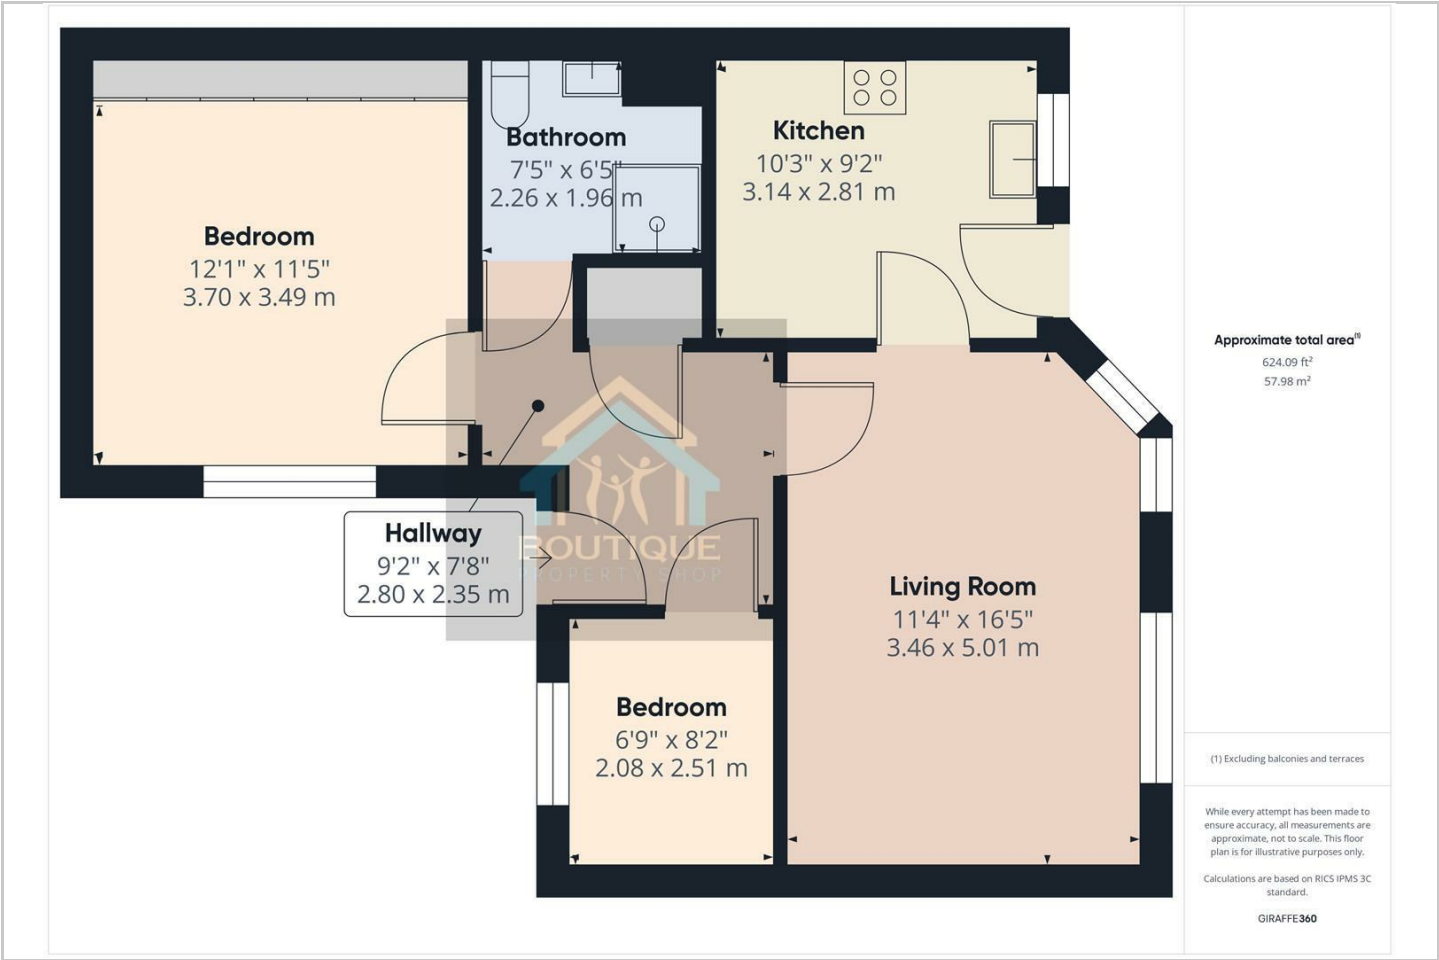 Bathroom
7'5" x 6'5"
2.26 x 1.96 m
Kitchen
10'3" x 9'2"
3.14 x 2.81 m
Bedroom
12'1" x 11'5"
3.70 x 3.49 m
Hallway
9'2" x 7'8"
2.80 x 2.35 m
BOUTIQUE
PROPERTY SHOP
Living Room
11'4" x 16'5"
3.46 x 5.01 m
Bedroom
6'9" x 8'2"
2.08 x 2.51 m
Approximate total area(1)
624.09 ft²
57.98 m²
(1) Excluding balconies and terraces
While every attempt has been made to
ensure accuracy, all measurements are
approximate, not to scale. This floor
plan is for illustrative purposes only.
Calculations are based on RICS IPMS 3C
standard.
GIRAFFE360